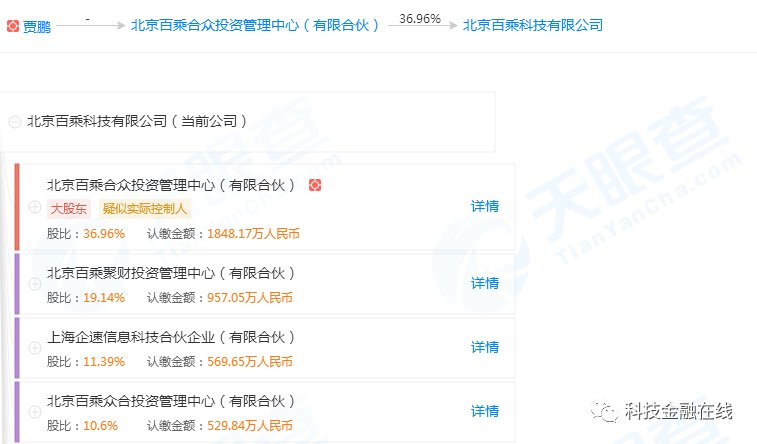 贾鹏 - 北京百乘合众投资管理中心（有限合伙） 36.96% 北京百乘科技有限公司
北京百乘科技有限公司（当前公司）
北京百乘合众投资管理中心（有限合伙）
大股东 疑似实际控制人
股比：36.96% 认缴金额：1848.17万人民币
详情
北京百乘聚财投资管理中心（有限合伙）
股比：19.14% 认缴金额：957.05万人民币
详情
上海企速信息科技合伙企业（有限合伙）
股比：11.39% 认缴金额：569.65万人民币
详情
北京百乘众合投资管理中心（有限合伙）
股比：10.6% 认缴金额：529.84万人民币
详情
天眼查
TianYanCha.com
科技金融在线